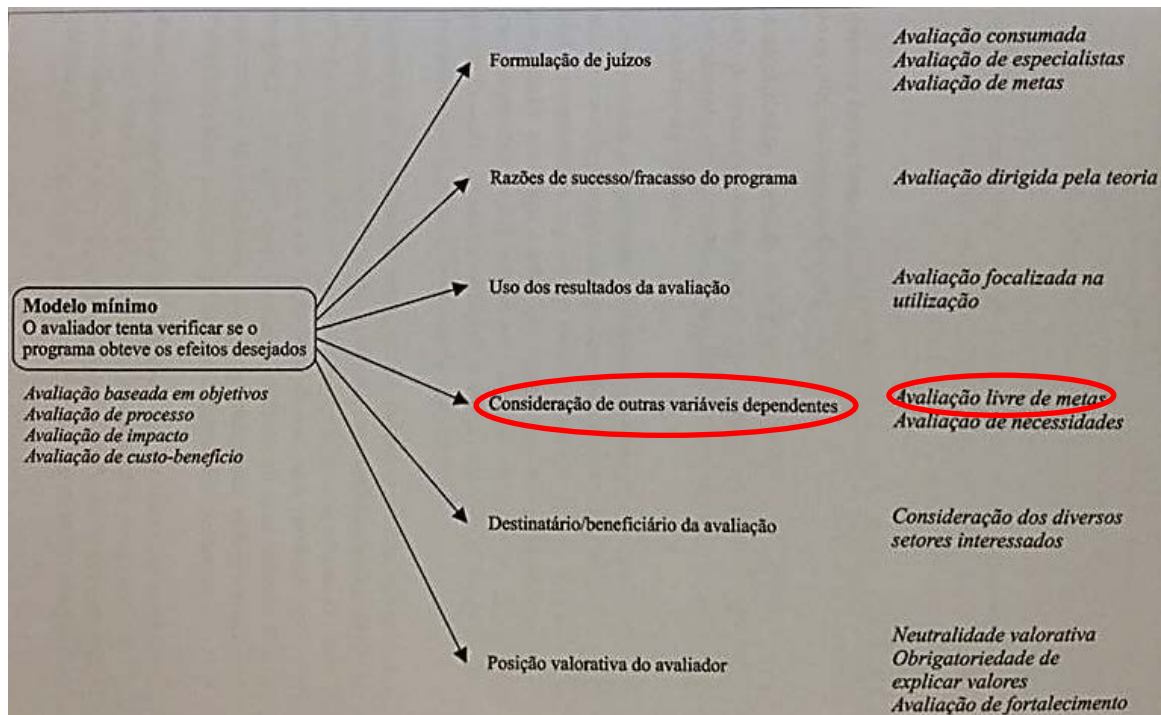 Formulação de juízos
Avaliação consumada
Avaliação de especialistas
Avaliação de metas
Razões de sucesso/fracasso do programa
Avaliação dirigida pela teoria
Uso dos resultados da avaliação
Avaliação focalizada na
utilização
Modelo mínimo
O avaliador tenta verificar se o
programa obteve os efeitos desejados
Avaliação baseada em objetivos
Avaliação de processo
Avaliação de impacto
Avaliação de custo-benefício
Consideração de outras variáveis dependentes
Avaliação livre de metas
Avaliação de necessidades
Destinatário/beneficiário da avaliação
Consideração dos diversos
setores interessados
Posição valorativa do avaliador
Neutralidade valorativa
Obrigatoriedade de
explicar valores
Avaliação de fortalecimento